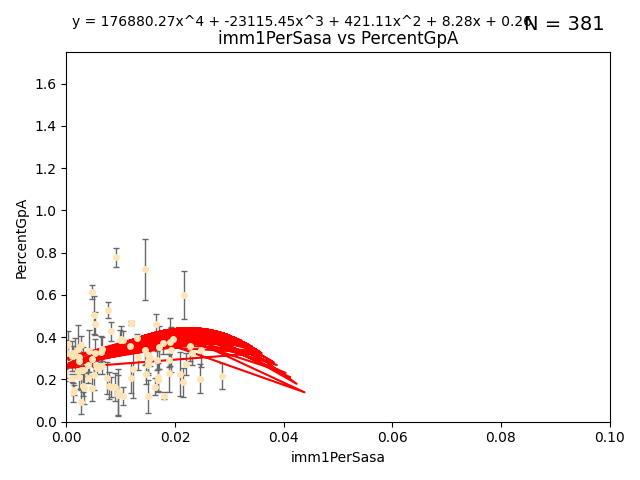 y = 176880.27x^4 + -23115.45x^3 + 421.11x^2 + 8.28x + 0.26
N = 381
imm1PerSasa vs PercentGpA
PercentGpA
1.6
1.4
1.2
1.0
0.8
0.6
0.4
0.2
0.0
0.00 0.02 0.04 0.06 0.08 0.10
imm1PerSasa